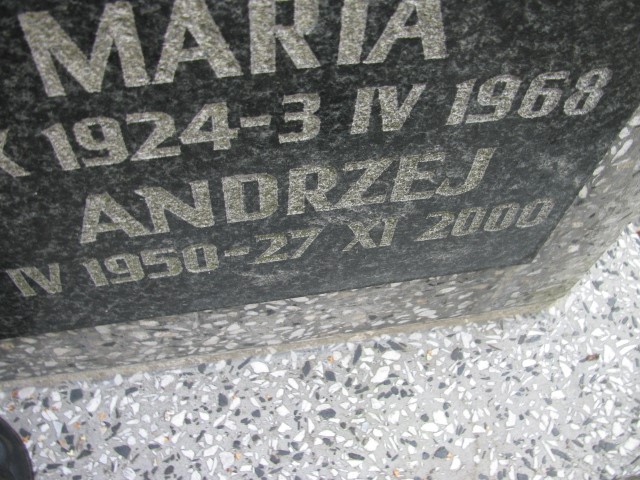 MARIA
X 1924-3 IV 1968
ANDRZEJ
IV 1950-27 XI 2000